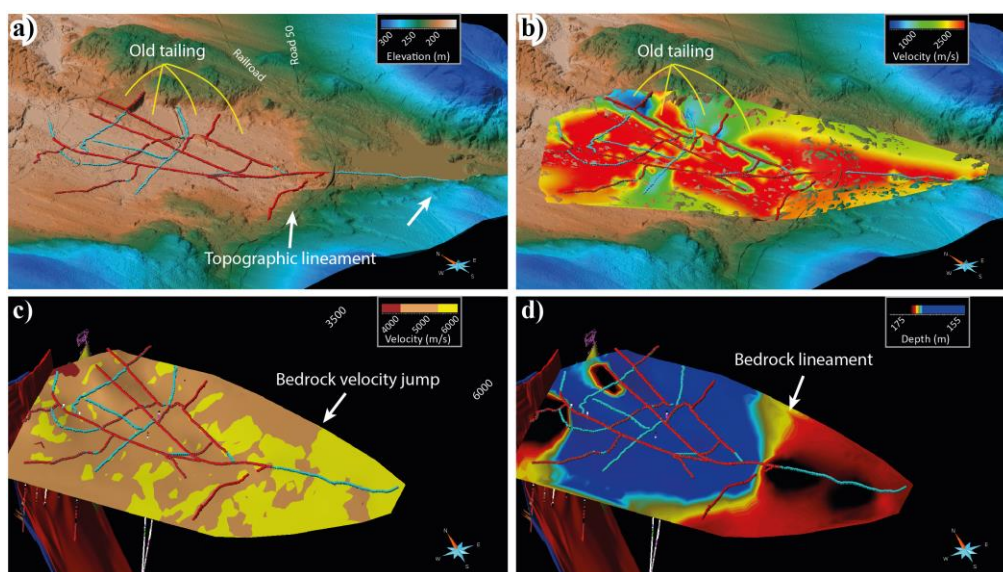 a)
Old tailing
Railroad
Road 50
300 250 200
Elevation (m)
Topographic lineament
N
E
W
S
b)
Old tailing
1000 2500
Velocity (m/s)
N
E
W
S
c)
3500
4000 5000 6000
Velocity (m/s)
Bedrock velocity jump
6000
N
E
W
S
d)
175 155
Depth (m)
Bedrock lineament
N
E
W
S